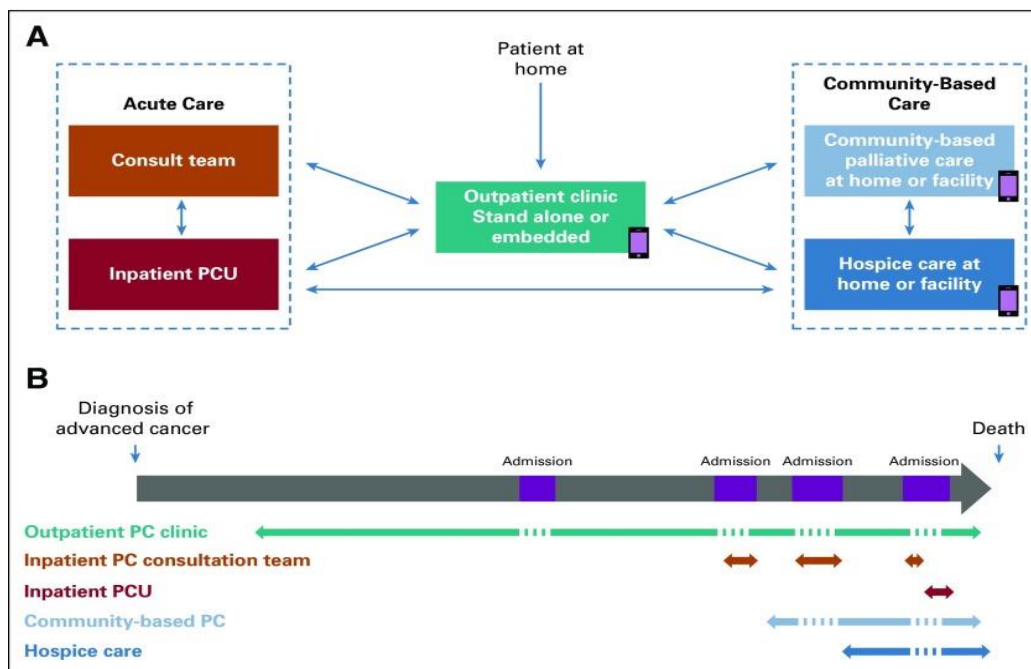 A
Patient at
home
Acute Care
Consult team
Inpatient PCU
Outpatient clinic
Stand alone or
embedded
Community-Based
Care
Community-based
palliative care
at home or facility
Hospice care at
home or facility
B
Diagnosis of
advanced cancer
Death
Admission
Admission
Admission
Admission
Outpatient PC clinic
Inpatient PC consultation team
Inpatient PCU
Community-based PC
Hospice care